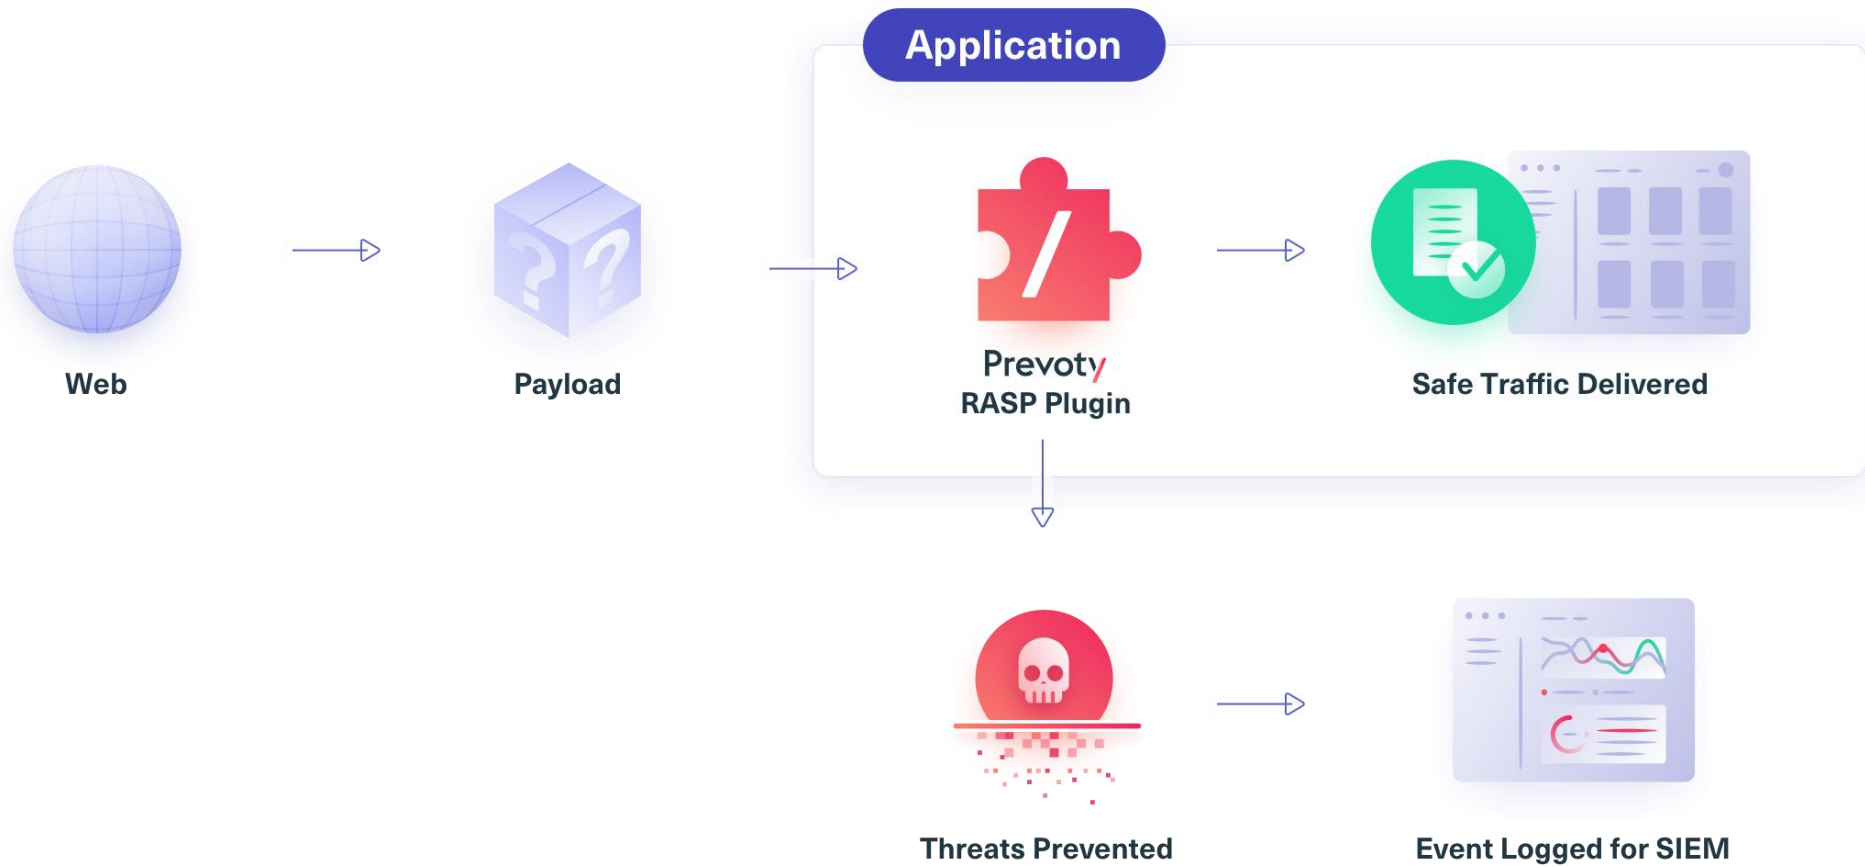 Application
Web
Payload
Prevoty
RASP Plugin
Safe Traffic Delivered
Threats Prevented
Event Logged for SIEM